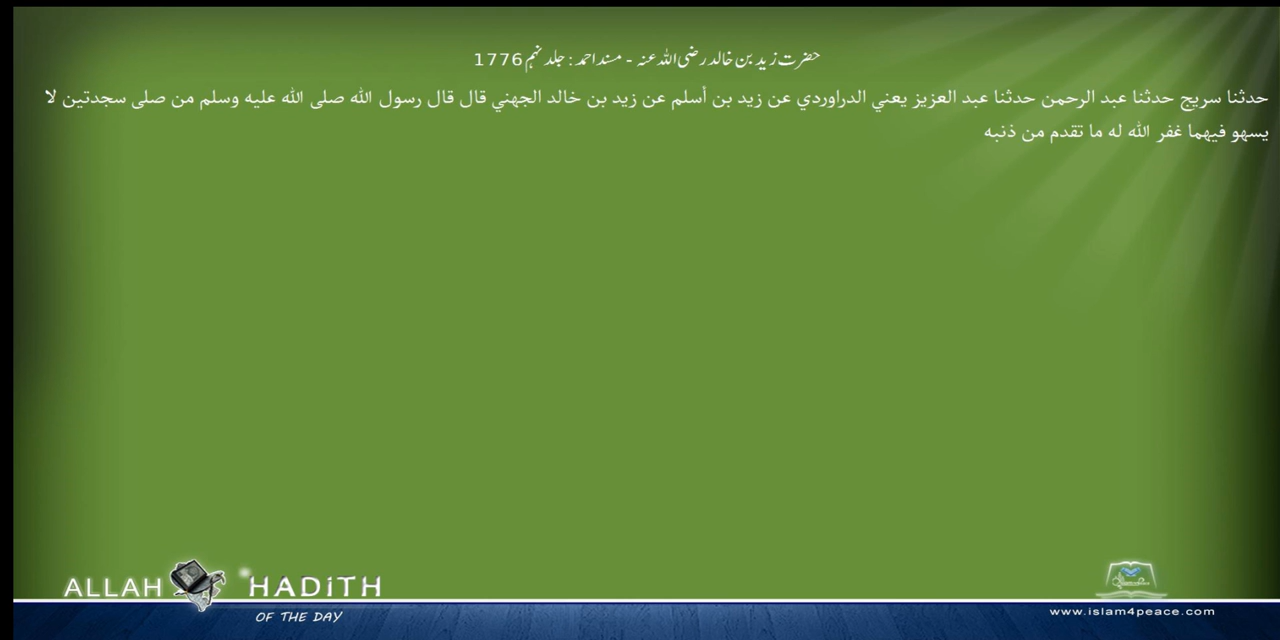 حضرت زید بن خالد رضی اللہ عنہ - مسند احمد : جلد نہم 1776
حدثنا سريج حدثنا عبد الرحمن حدثنا عبد العزيز يعني الدراوردي عن زيد بن أسلم عن زيد بن خالد الجهني قال قال رسول الله صلى الله عليه وسلم من صلى سجدتين لا
يسهو فيهما غفر الله له ما تقدم من ذنبه
ALLAH HADITH
OF THE DAY
www.islam4peace.com